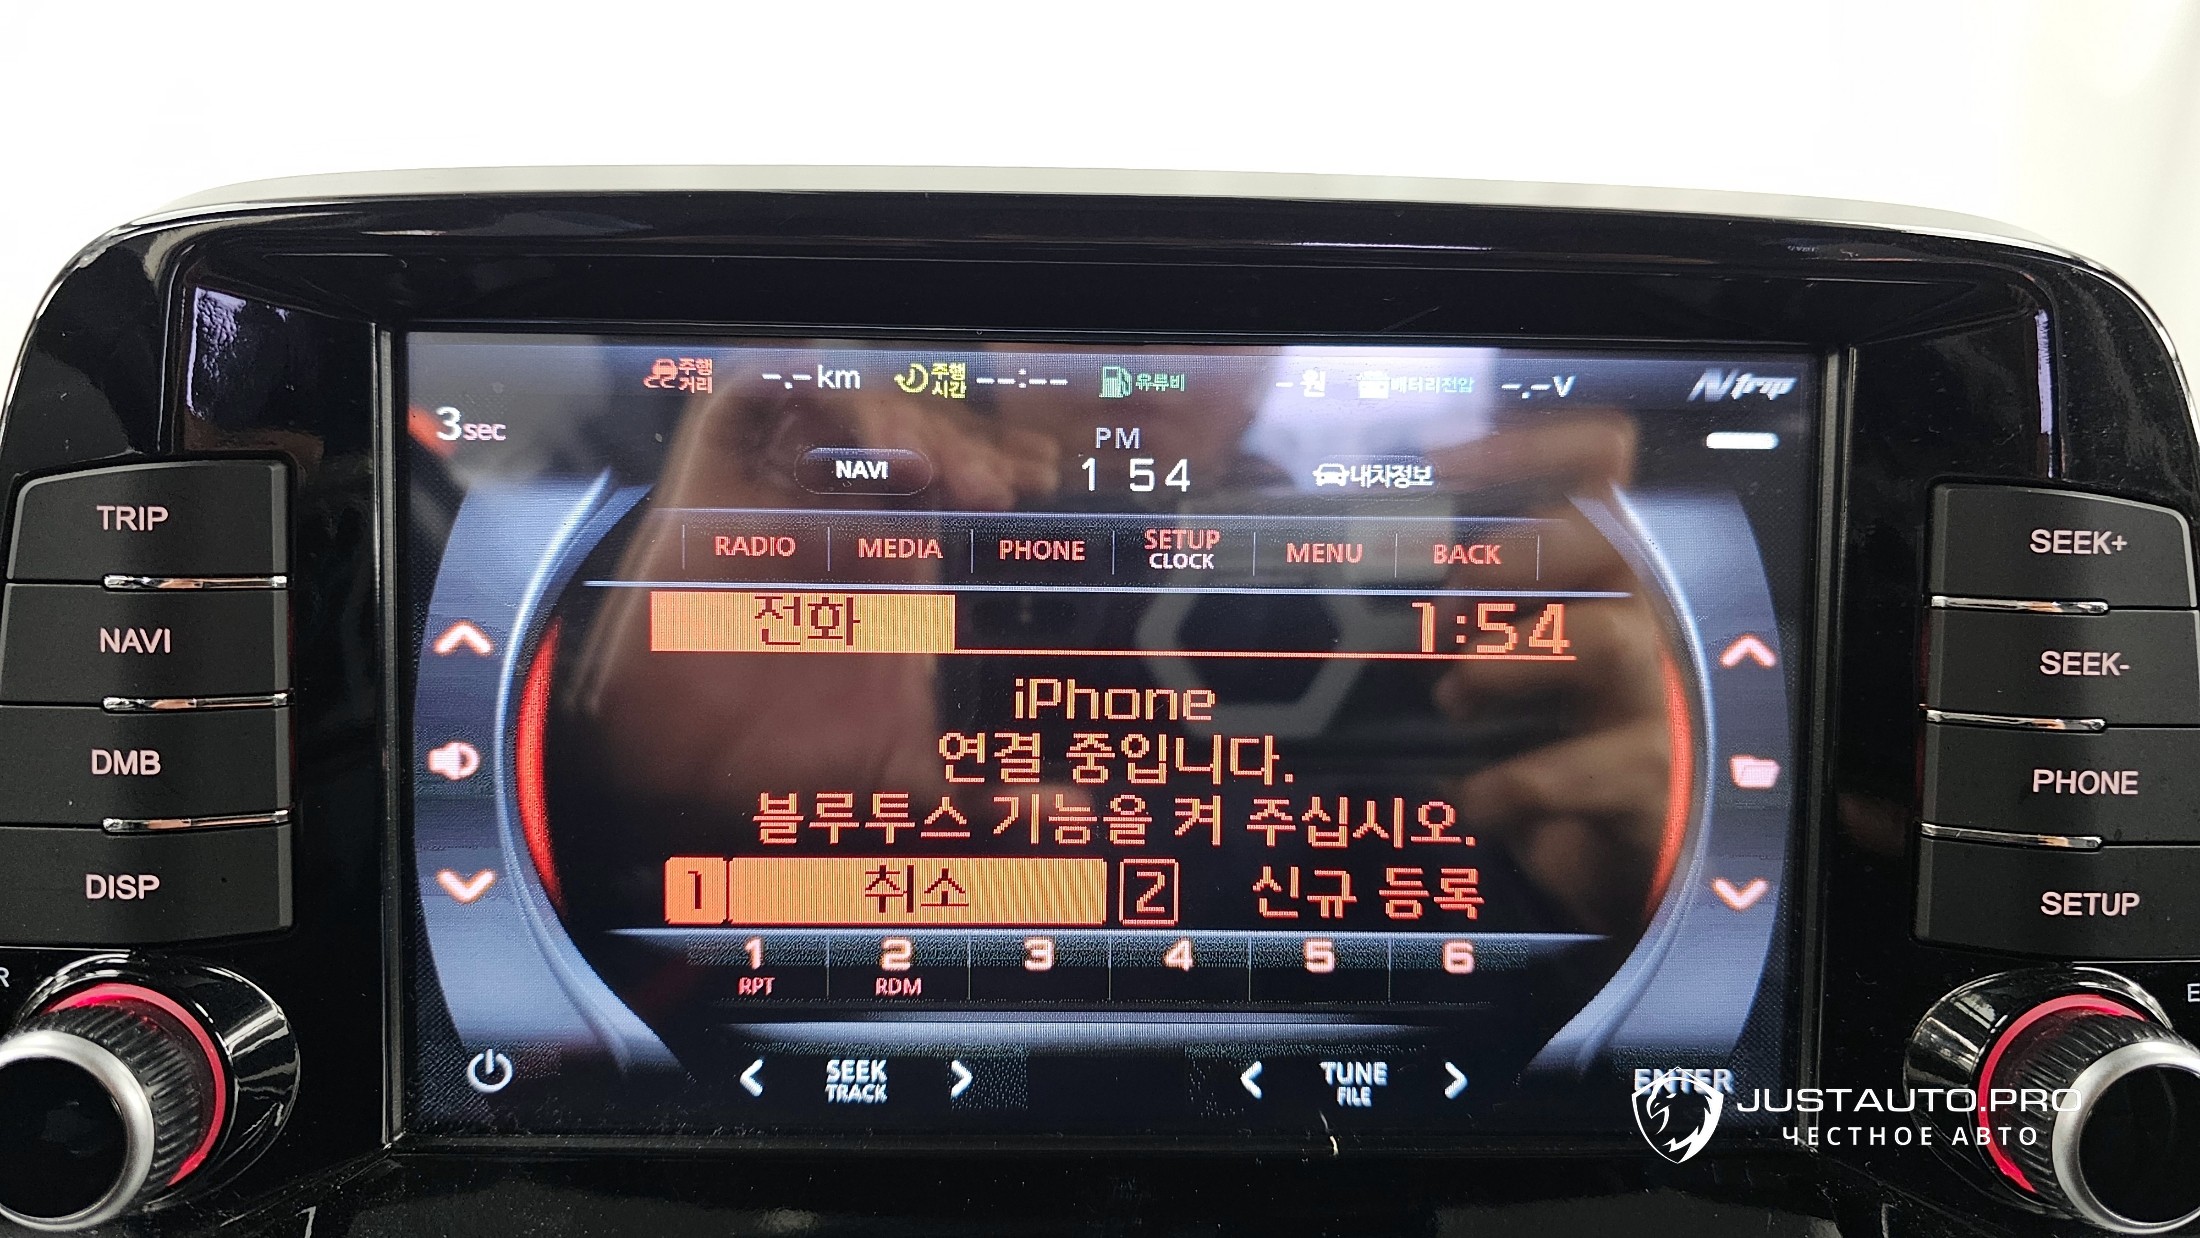 주행거리 -.-km 주행시간 --:-- 유류비 - 원 배터리전압 -.-V N trip
3sec
PM
NAVI 1 54 내차정보
RADIO MEDIA PHONE SETUP CLOCK MENU BACK
전화 1:54
iPhone
연결 중입니다.
블루투스 기능을 켜 주십시오.
1 취소 2 신규 등록
1 2 3 4 5 6
RPT RDM
< SEEK TRACK > < TUNE FILE > ENTER
TRIP
NAVI
DMB
DISP
SEEK+
SEEK-
PHONE
SETUP
JUSTAUTO.PRO
ЧЕСТНОЕ АВТО